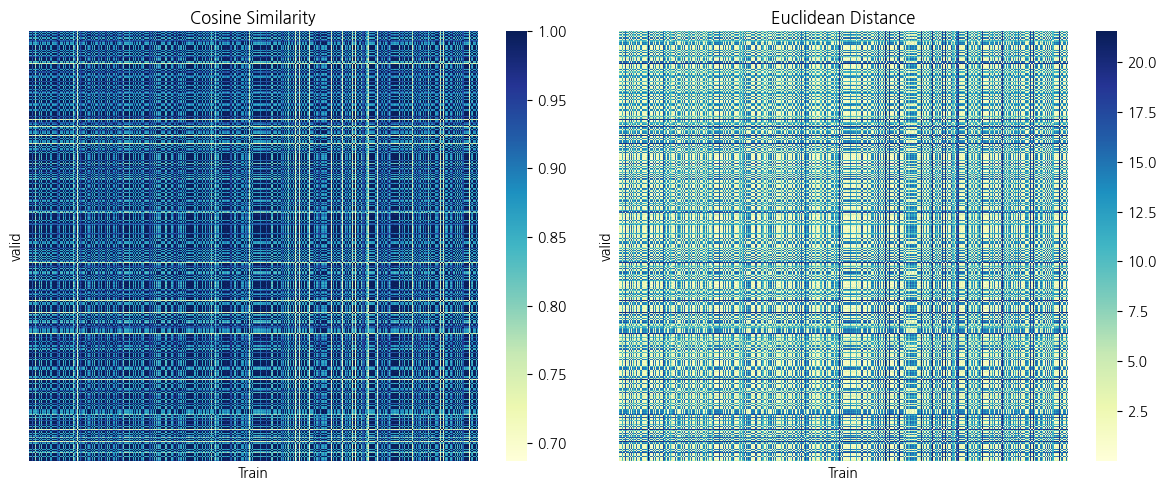 Cosine Similarity
1.00
0.95
0.90
0.85
0.80
0.75
0.70
valid
Train
Euclidean Distance
20.0
17.5
15.0
12.5
10.0
7.5
5.0
2.5
valid
Train